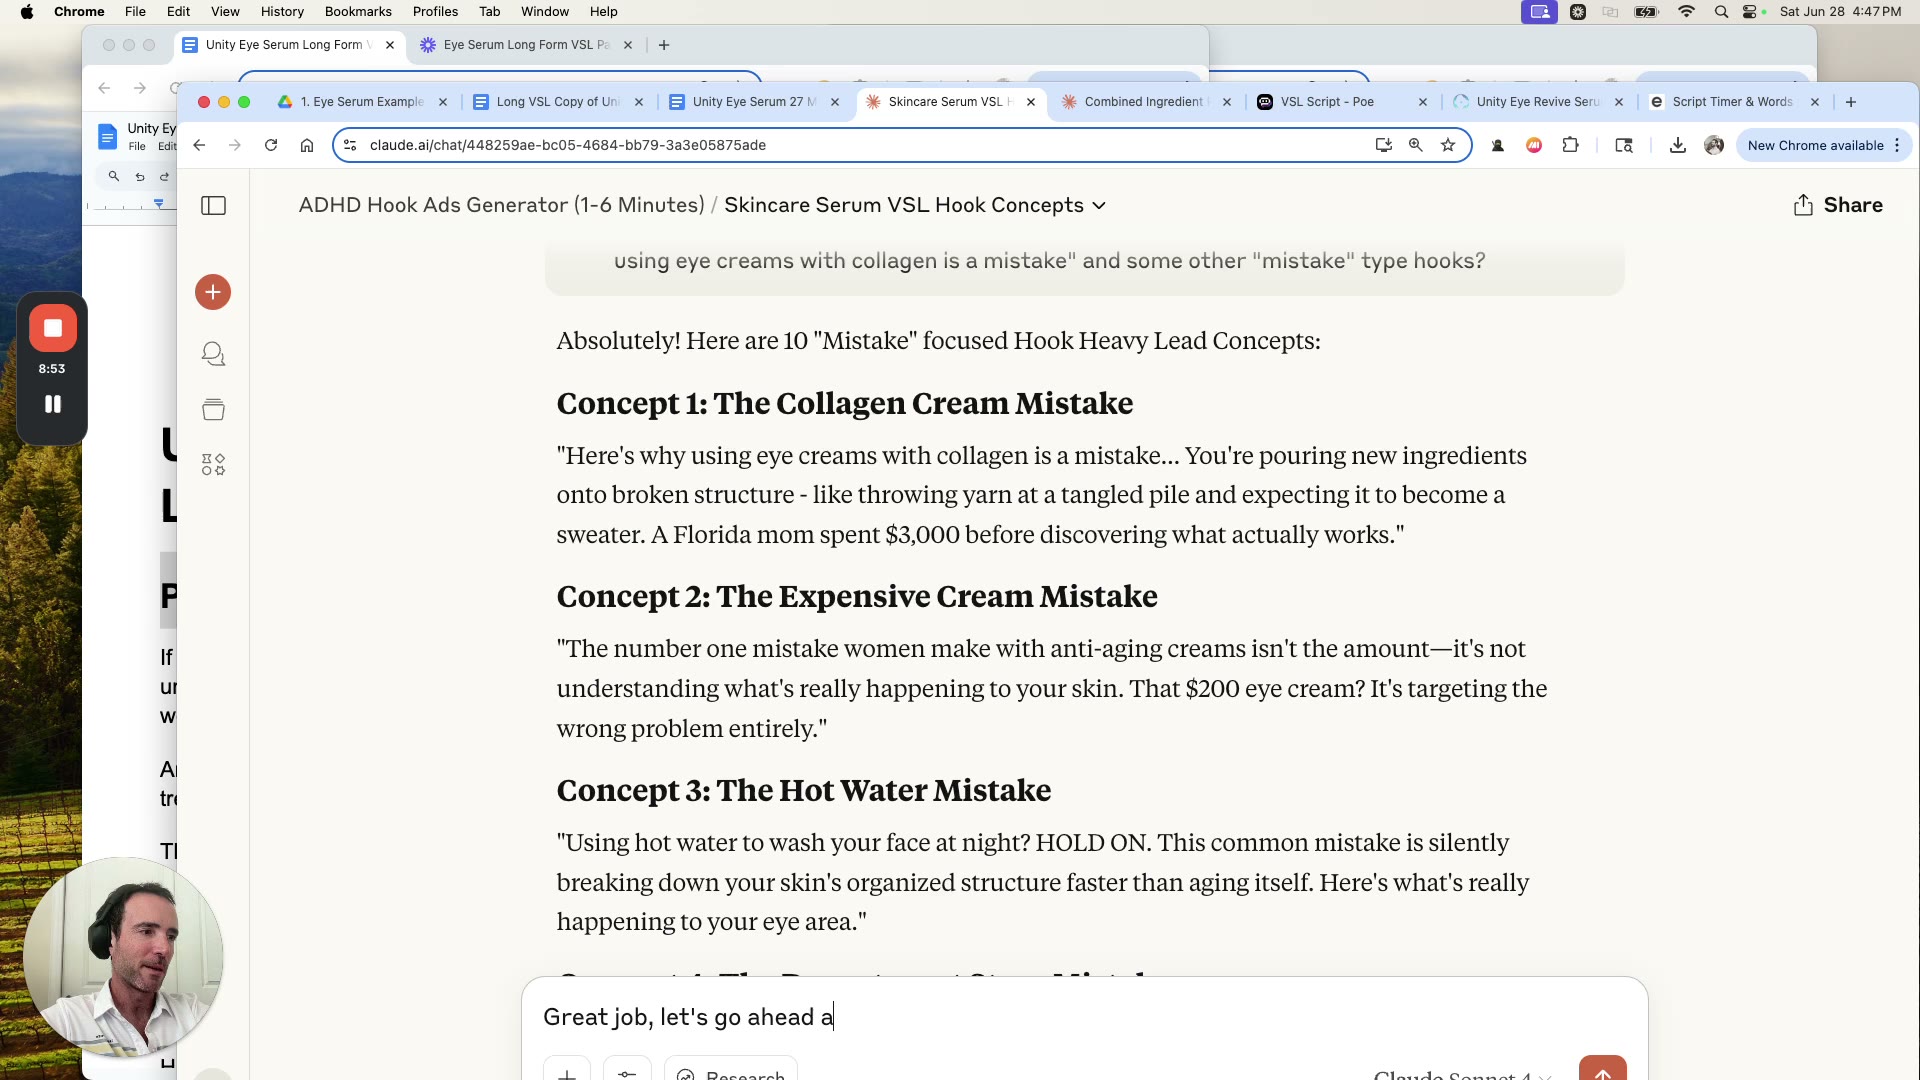 Chrome File Edit View History Bookmarks Profiles Tab Window Help
Sat Jun 28 4:47 PM
Unity Eye Serum Long Form V
Eye Serum Long Form VSL Pa
1. Eye Serum Example
Long VSL Copy of Uni
Unity Eye Serum 27 M
Skincare Serum VSL H
Combined Ingredient
VSL Script - Poe
Unity Eye Revive Seru
Script Timer & Words
Unity Ey
File Edit
claude.ai/chat/448259ae-bc05-4684-bb79-3a3e05875ade
New Chrome available
ADHD Hook Ads Generator (1-6 Minutes) / Skincare Serum VSL Hook Concepts
Share
using eye creams with collagen is a mistake" and some other "mistake" type hooks?
8:53
Absolutely! Here are 10 "Mistake" focused Hook Heavy Lead Concepts:
Concept 1: The Collagen Cream Mistake
"Here's why using eye creams with collagen is a mistake... You're pouring new ingredients
onto broken structure - like throwing yarn at a tangled pile and expecting it to become a
sweater. A Florida mom spent $3,000 before discovering what actually works."
Concept 2: The Expensive Cream Mistake
"The number one mistake women make with anti-aging creams isn't the amount—it's not
understanding what's really happening to your skin. That $200 eye cream? It's targeting the
wrong problem entirely."
Concept 3: The Hot Water Mistake
"Using hot water to wash your face at night? HOLD ON. This common mistake is silently
breaking down your skin's organized structure faster than aging itself. Here's what's really
happening to your eye area."
If
Great job, let's go ahead a
Research
Claude Sonnet 4